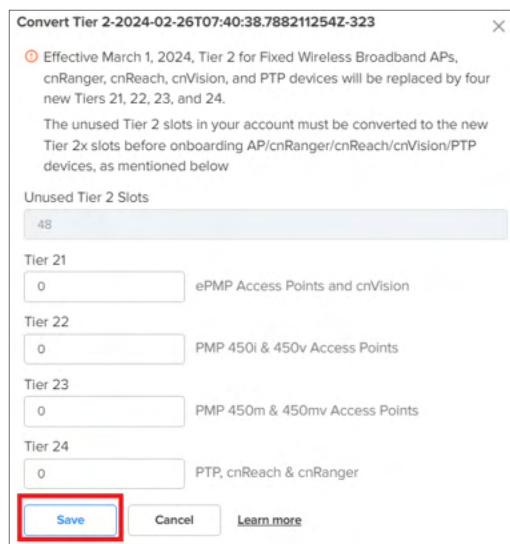 Convert Tier 2-2024-02-26T07:40:38.788211254Z-323
Effective March 1, 2024, Tier 2 for Fixed Wireless Broadband APs,
cnRanger, cnReach, cnVision, and PTP devices will be replaced by four
new Tiers 21, 22, 23, and 24.
The unused Tier 2 slots in your account must be converted to the new
Tier 2x slots before onboarding AP/cnRanger/cnReach/cnVision/PTP
devices, as mentioned below
Unused Tier 2 Slots
48
Tier 21
0 ePMP Access Points and cnVision
Tier 22
0 PMP 450i & 450v Access Points
Tier 23
0 PMP 450m & 450mv Access Points
Tier 24
0 PTP, cnReach & cnRanger
Save Cancel Learn more